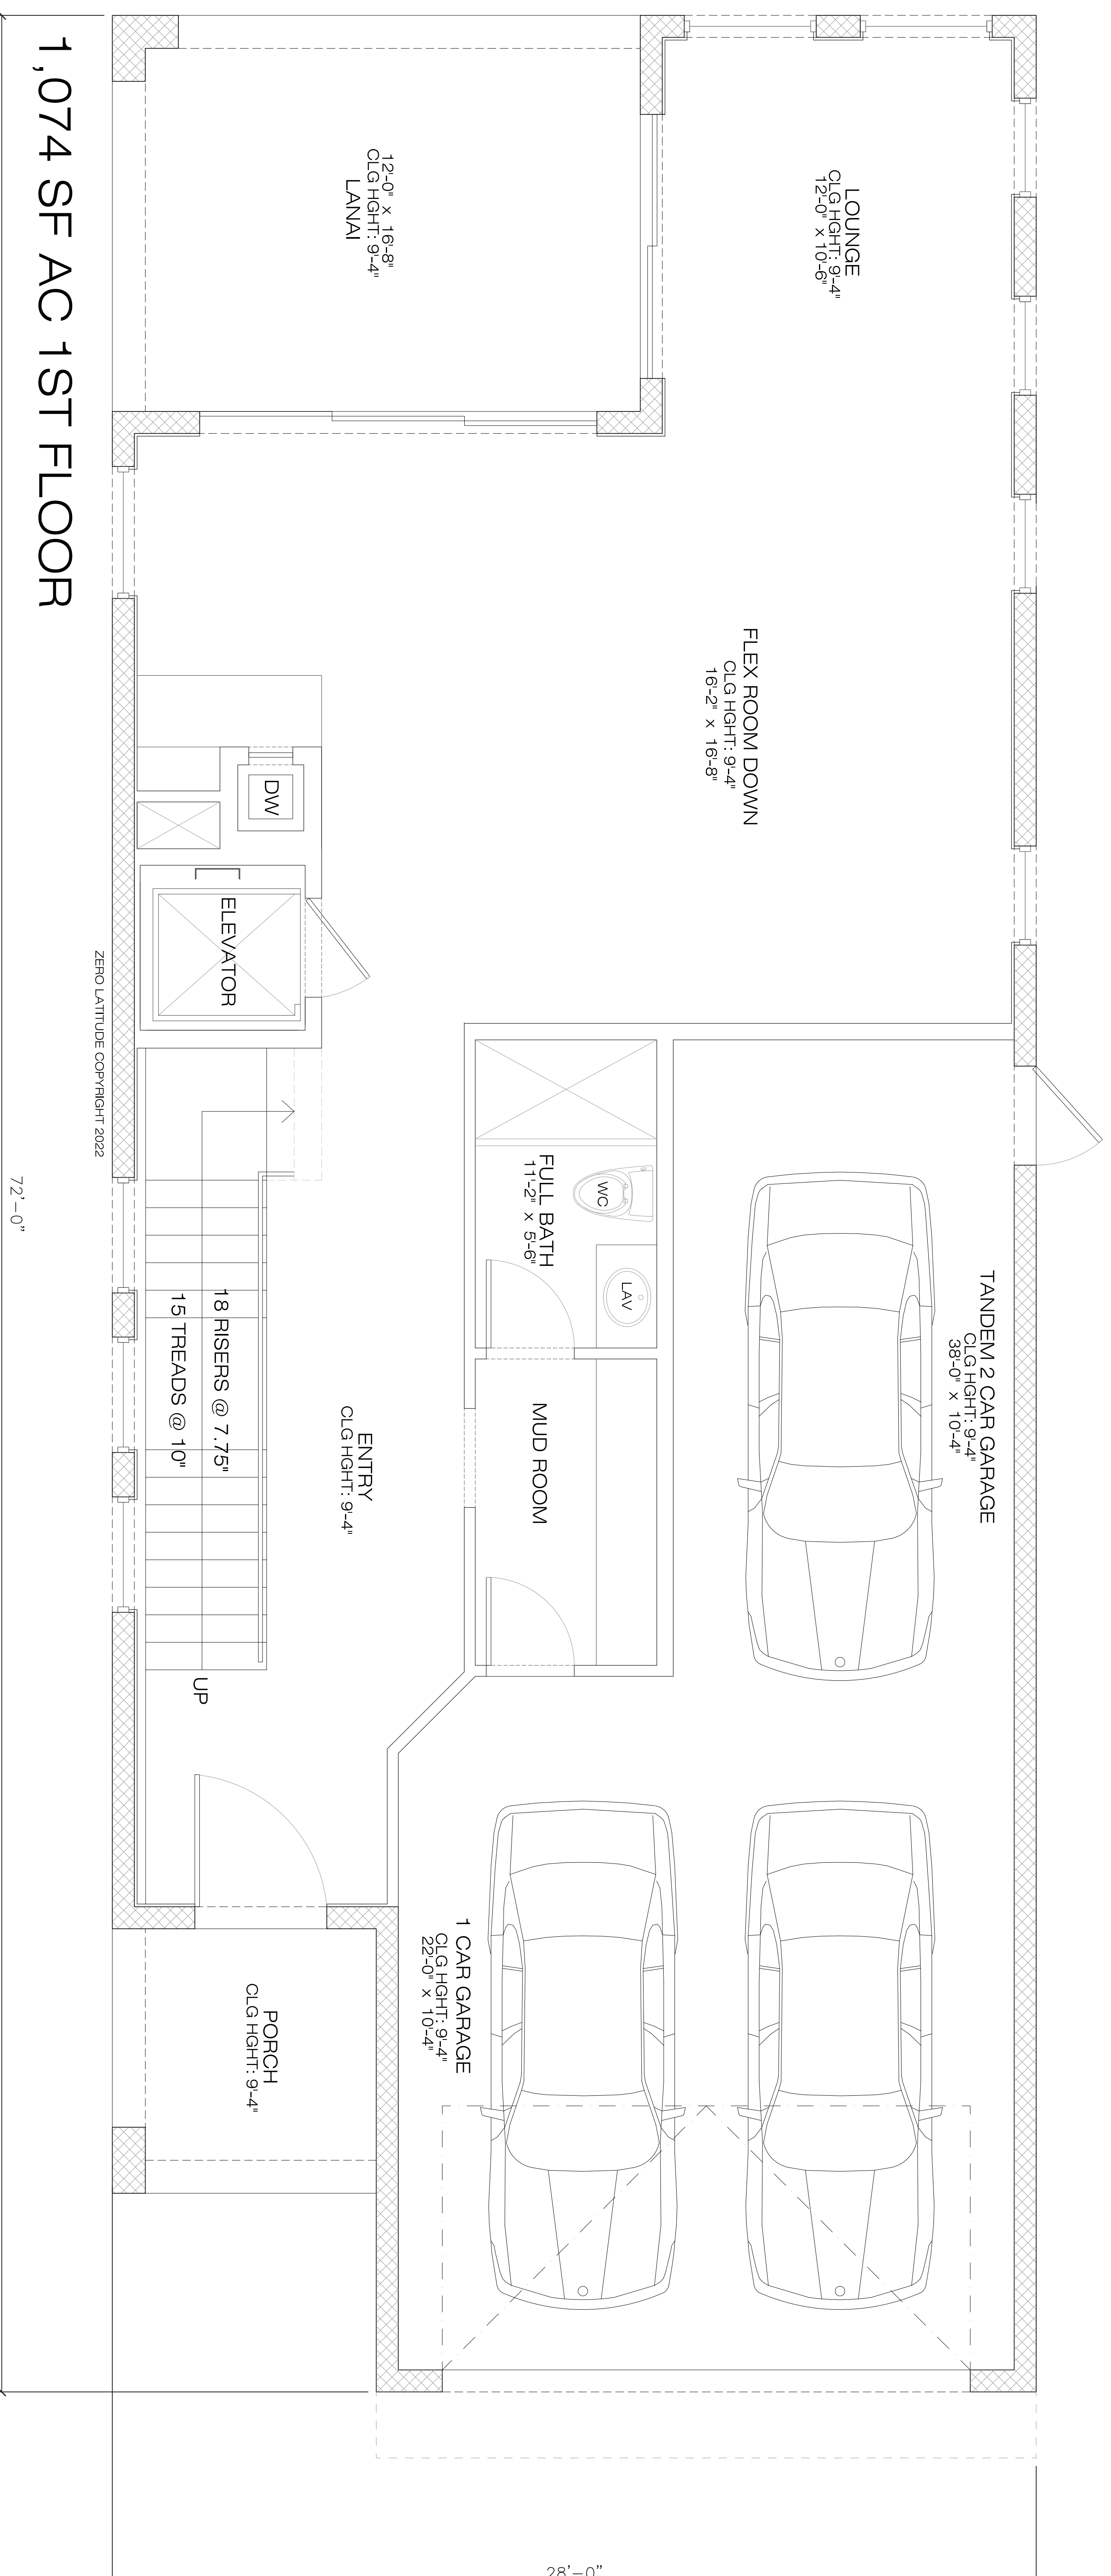 LOUNGE
CLG HGHT: 9'-4"
12'-0" x 10'-6"
12'-0" x 16'-8"
CLG HGHT: 9'-4"
LANAI
FLEX ROOM DOWN
CLG HGHT: 9'-4"
16'-2" x 16'-8"
DW
ELEVATOR
TANDEM 2 CAR GARAGE
CLG HGHT: 9'-4"
38'-0" x 10'-4"
WC
LAV
FULL BATH
11'-2" x 5'-6"
MUD ROOM
ENTRY
CLG HGHT: 9'-4"
18 RISERS @ 7.75"
15 TREADS @ 10"
UP
1 CAR GARAGE
CLG HGHT: 9'-4"
22'-0" x 10'-4"
PORCH
CLG HGHT: 9'-4"
ZERO LATITUDE COPYRIGHT 2022
1,074 SF AC 1ST FLOOR
72'-0"
28'-0"